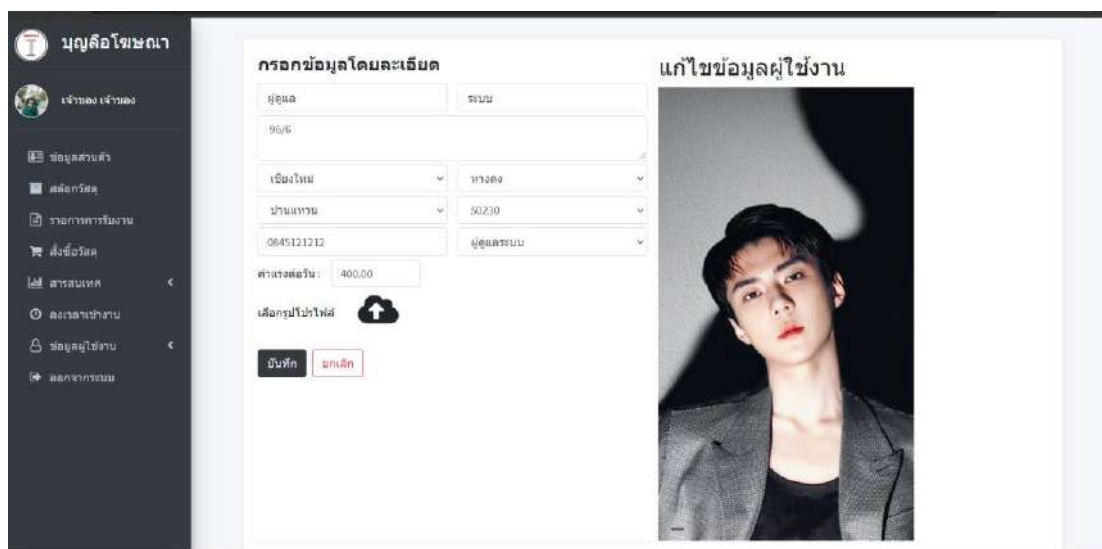 บุญลือโฆษณา
เจ้าของ เจ้าของ
ข้อมูลส่วนตัว
สต๊อกวัสดุ
รายการการรับงาน
สั่งซื้อวัสดุ
สารสนเทศ
ลงเวลาเข้างาน
ข้อมูลผู้ใช้งาน
ออกจากระบบ
กรอกข้อมูลโดยละเอียด
ผู้ดูแล ระบบ
96/6
เชียงใหม่ หางดง
บ้านแหวน 50230
0845121212 ผู้ดูแลระบบ
ค่าแรงต่อวัน : 400.00
เลือกรูปโปรไฟล์
บันทึก ยกเลิก
แก้ไขข้อมูลผู้ใช้งาน